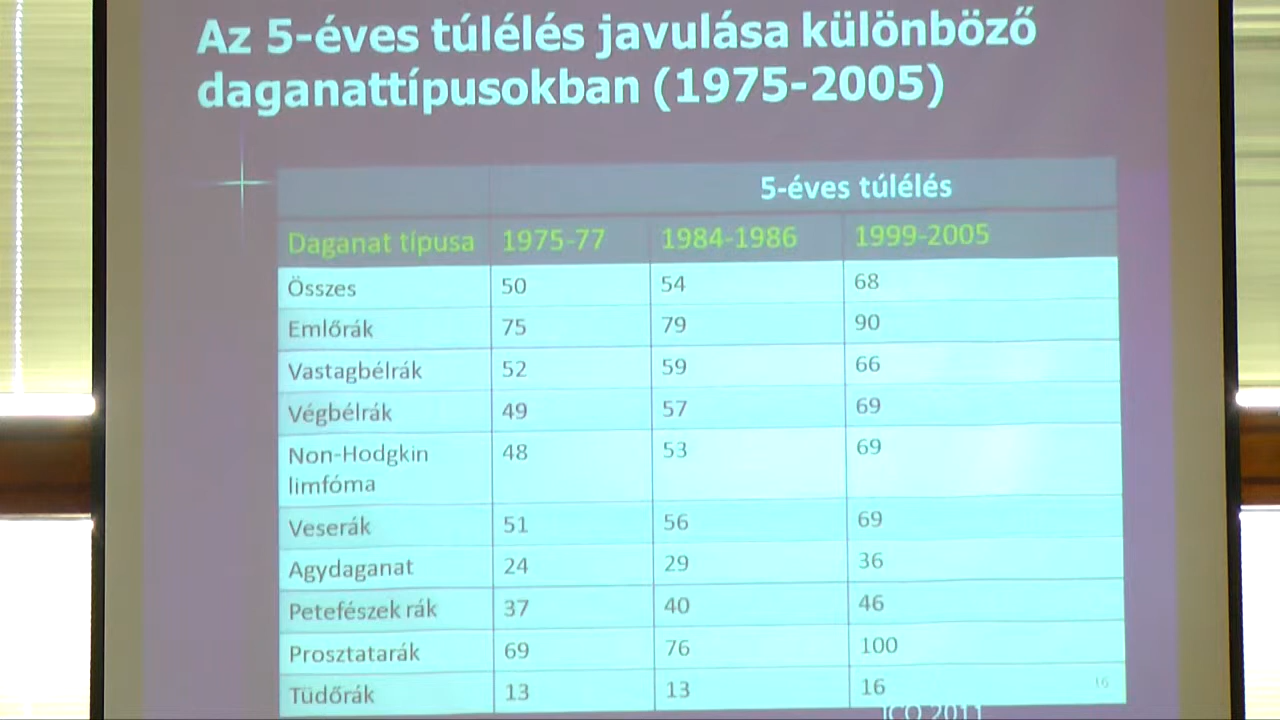 Az 5-éves túlélés javulása különböző
daganattípusokban (1975-2005)
5-éves túlélés
Daganat típusa 1975-77 1984-1986 1999-2005
Összes 50 54 68
Emlőrák 75 79 90
Vastagbélrák 52 59 66
Végbélrák 49 57 69
Non-Hodgkin 48 53 69
limfóma
Veserák 51 56 69
Agydaganat 24 29 36
Petefészek rák 37 40 46
Prosztatarák 69 76 100
Tüdőrák 13 13 16
16
ICO 2011